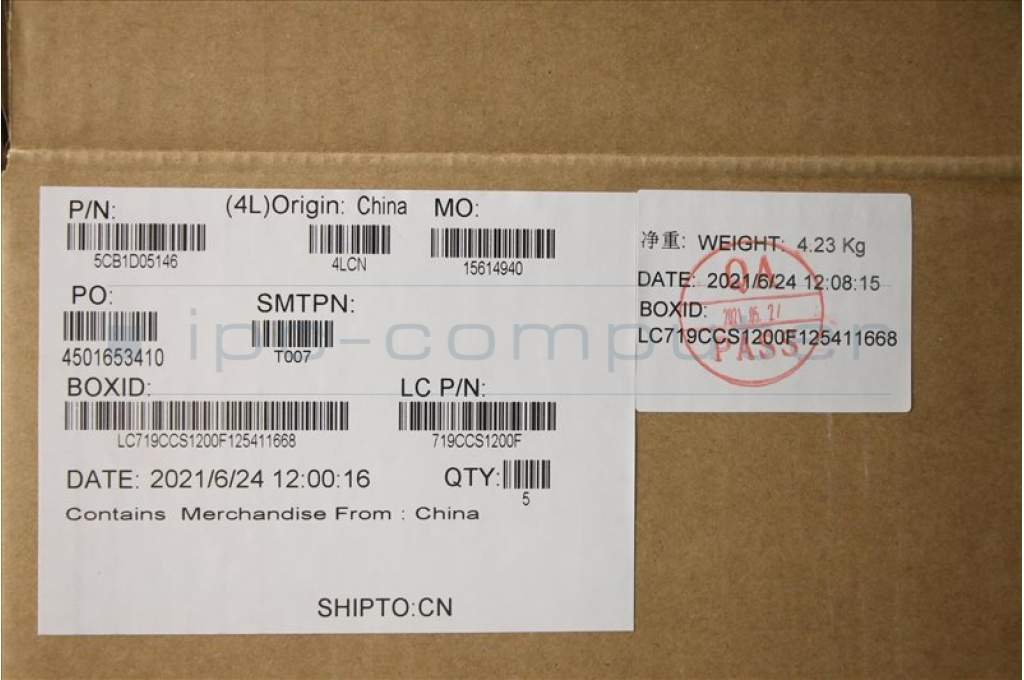 P/N: (4L)Origin: China MO:
5CB1D05146 4LCN 15614940
PO: SMTPN:
4501653410 T007
BOXID: LC P/N:
LC719CCS1200F125411668 719CCS1200F
DATE: 2021/6/24 12:00:16 QTY:
5
Contains Merchandise From : China
SHIPTO:CN
净重: WEIGHT: 4.23 Kg
DATE: 2021/6/24 12:08:15
BOXID:
LC719CCS1200F125411668
QA
PASS
ipc-computer